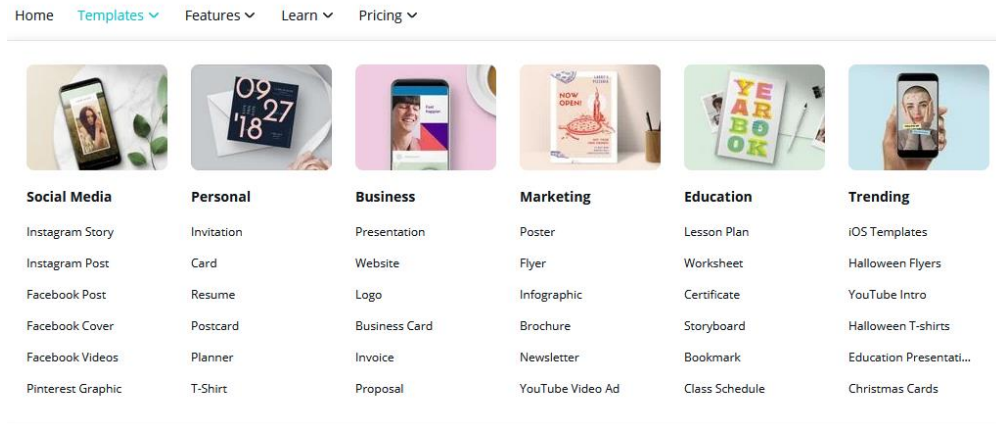 Home Templates Features Learn Pricing
09
27
'18
NOW
OPEN!
YE
AR
BO
OK
Social Media Personal Business Marketing Education Trending
Instagram Story Invitation Presentation Poster Lesson Plan iOS Templates
Instagram Post Card Website Flyer Worksheet Halloween Flyers
Facebook Post Resume Logo Infographic Certificate YouTube Intro
Facebook Cover Postcard Business Card Brochure Storyboard Halloween T-shirts
Facebook Videos Planner Invoice Newsletter Bookmark Education Presentati...
Pinterest Graphic T-Shirt Proposal YouTube Video Ad Class Schedule Christmas Cards